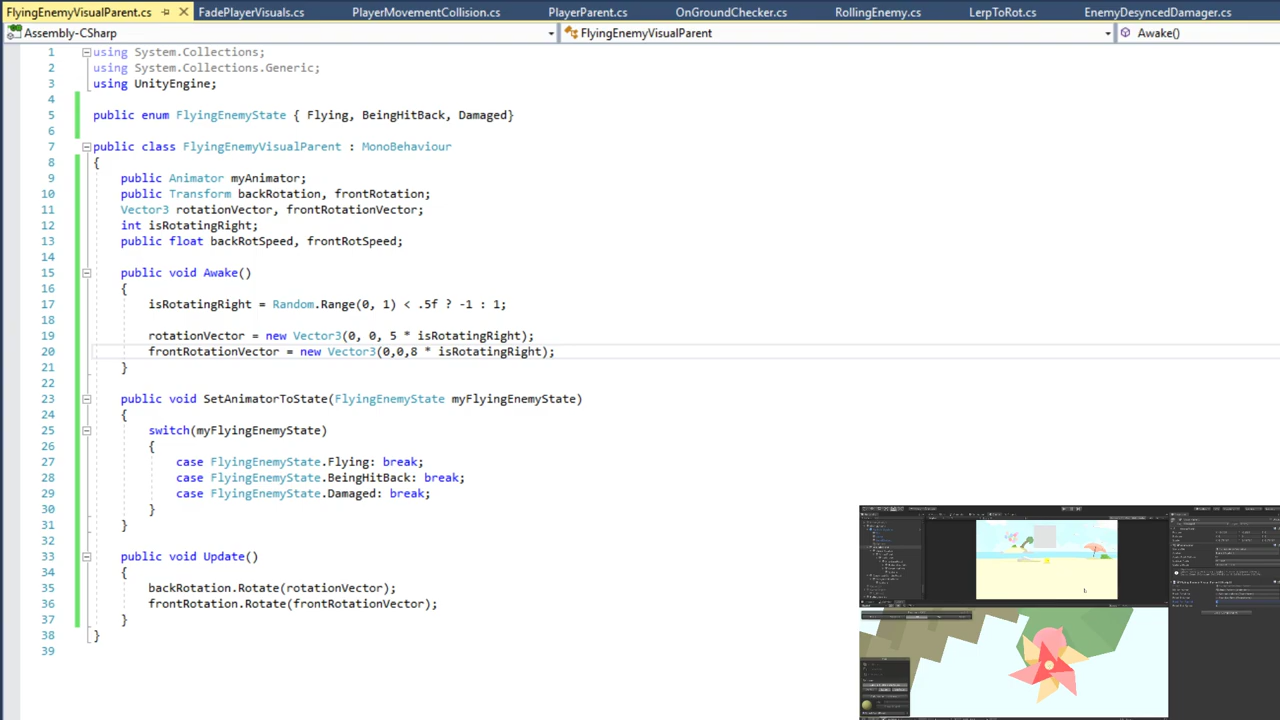 FlyingEnemyVisualParent.cs FadePlayerVisuals.cs PlayerMovementCollision.cs PlayerParent.cs OnGroundChecker.cs RollingEnemy.cs LerpToRot.cs EnemyDesyncedDamager.cs
Assembly-CSharp FlyingEnemyVisualParent Awake()
1 using System.Collections;
2 using System.Collections.Generic;
3 using UnityEngine;
4
5 public enum FlyingEnemyState { Flying, BeingHitBack, Damaged}
6
7 public class FlyingEnemyVisualParent : MonoBehaviour
8 {
9 public Animator myAnimator;
10 public Transform backRotation, frontRotation;
11 Vector3 rotationVector, frontRotationVector;
12 int isRotatingRight;
13 public float backRotSpeed, frontRotSpeed;
14
15 public void Awake()
16 {
17 isRotatingRight = Random.Range(0, 1) < .5f ? -1 : 1;
18
19 rotationVector = new Vector3(0, 0, 5 * isRotatingRight);
20 frontRotationVector = new Vector3(0,0,8 * isRotatingRight);
21 }
22
23 public void SetAnimatorToState(FlyingEnemyState myFlyingEnemyState)
24 {
25 switch(myFlyingEnemyState)
26 {
27 case FlyingEnemyState.Flying: break;
28 case FlyingEnemyState.BeingHitBack: break;
29 case FlyingEnemyState.Damaged: break;
30 }
31 }
32
33 public void Update()
34 {
35 backRotation.Rotate(rotationVector);
36 frontRotation.Rotate(frontRotationVector);
37 }
38 }
39